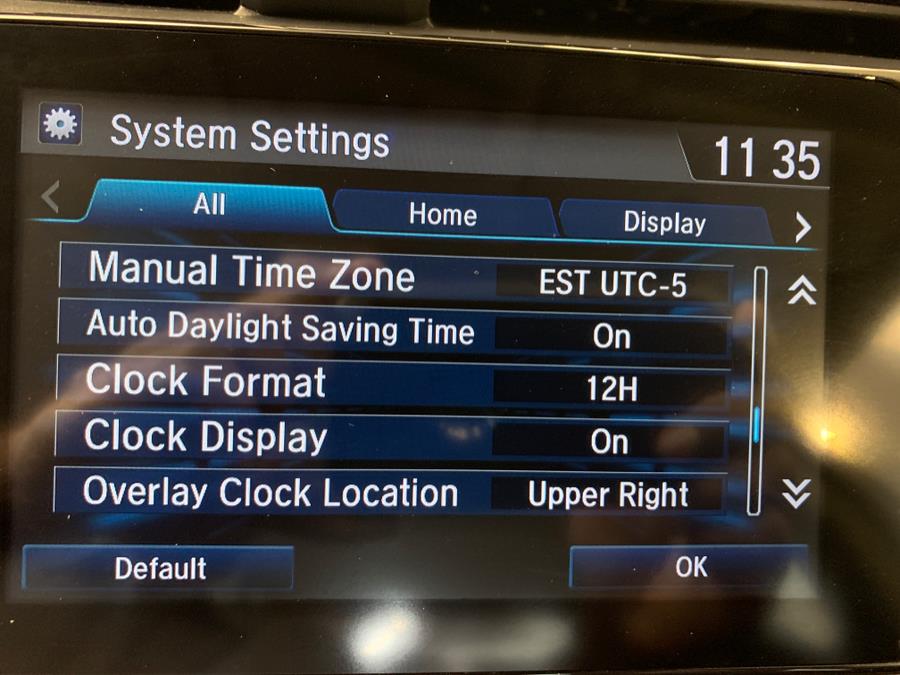 System Settings
11 35
All Home Display
Manual Time Zone EST UTC-5
Auto Daylight Saving Time On
Clock Format 12H
Clock Display On
Overlay Clock Location Upper Right
Default OK